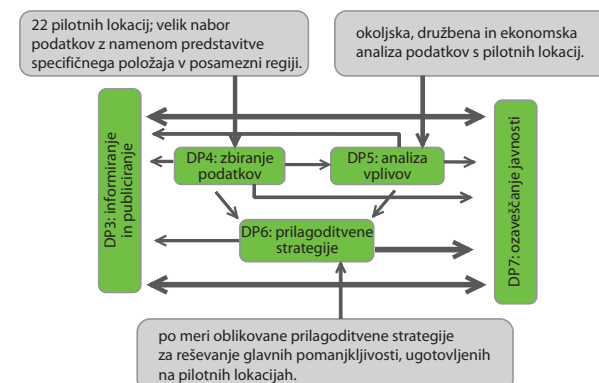 22 pilotnih lokacij; velik nabor
podatkov z namenom predstavitve
specifičnega položaja v posamezni regiji.
okoljska, družbena in ekonomska
analiza podatkov s pilotnih lokacij.
DP3: informiranje
in publiciranje
DP4: zbiranje
podatkov
DP5: analiza
vplivov
DP6: prilagoditvene
strategije
DP7: ozaveščanje javnosti
po meri oblikovane prilagoditvene strategije
za reševanje glavnih pomanjkljivosti, ugotovljenih
na pilotnih lokacijah.